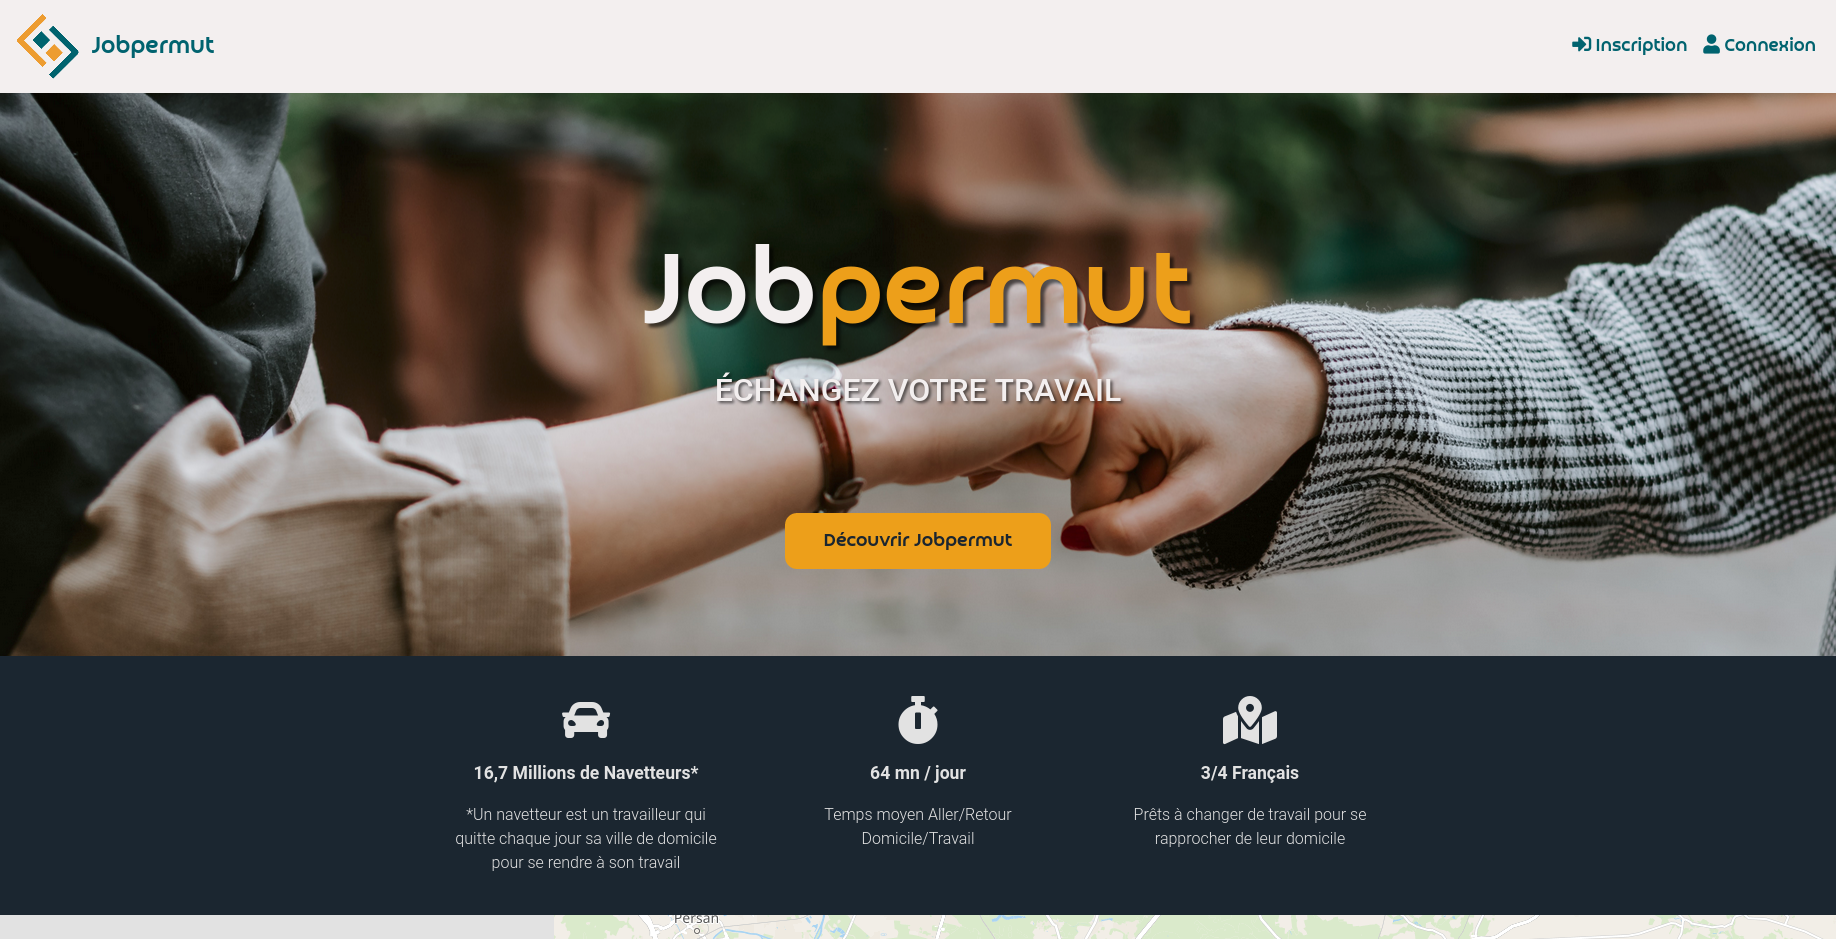 Jobpermut
Inscription
Connexion
Jobpermut
ÉCHANGEZ VOTRE TRAVAIL
Découvrir Jobpermut
16,7 Millions de Navetteurs*
*Un navetteur est un travailleur qui
quitte chaque jour sa ville de domicile
pour se rendre à son travail
64 mn / jour
Temps moyen Aller/Retour
Domicile/Travail
3/4 Français
Prêts à changer de travail pour se
rapprocher de leur domicile
Persan